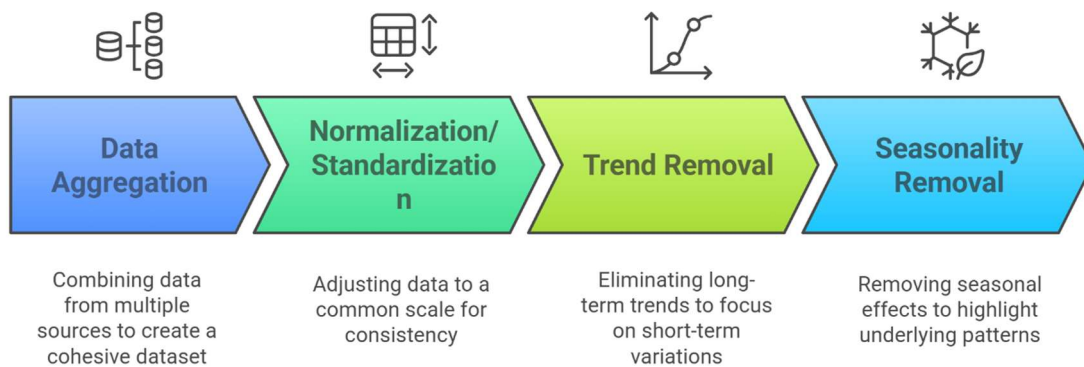 Data
Aggregation
Normalization/
Standardizatio
n
Trend Removal
Seasonality
Removal
Combining data
from multiple
sources to create a
cohesive dataset
Adjusting data to a
common scale for
consistency
Eliminating long-
term trends to focus
on short-term
variations
Removing seasonal
effects to highlight
underlying patterns